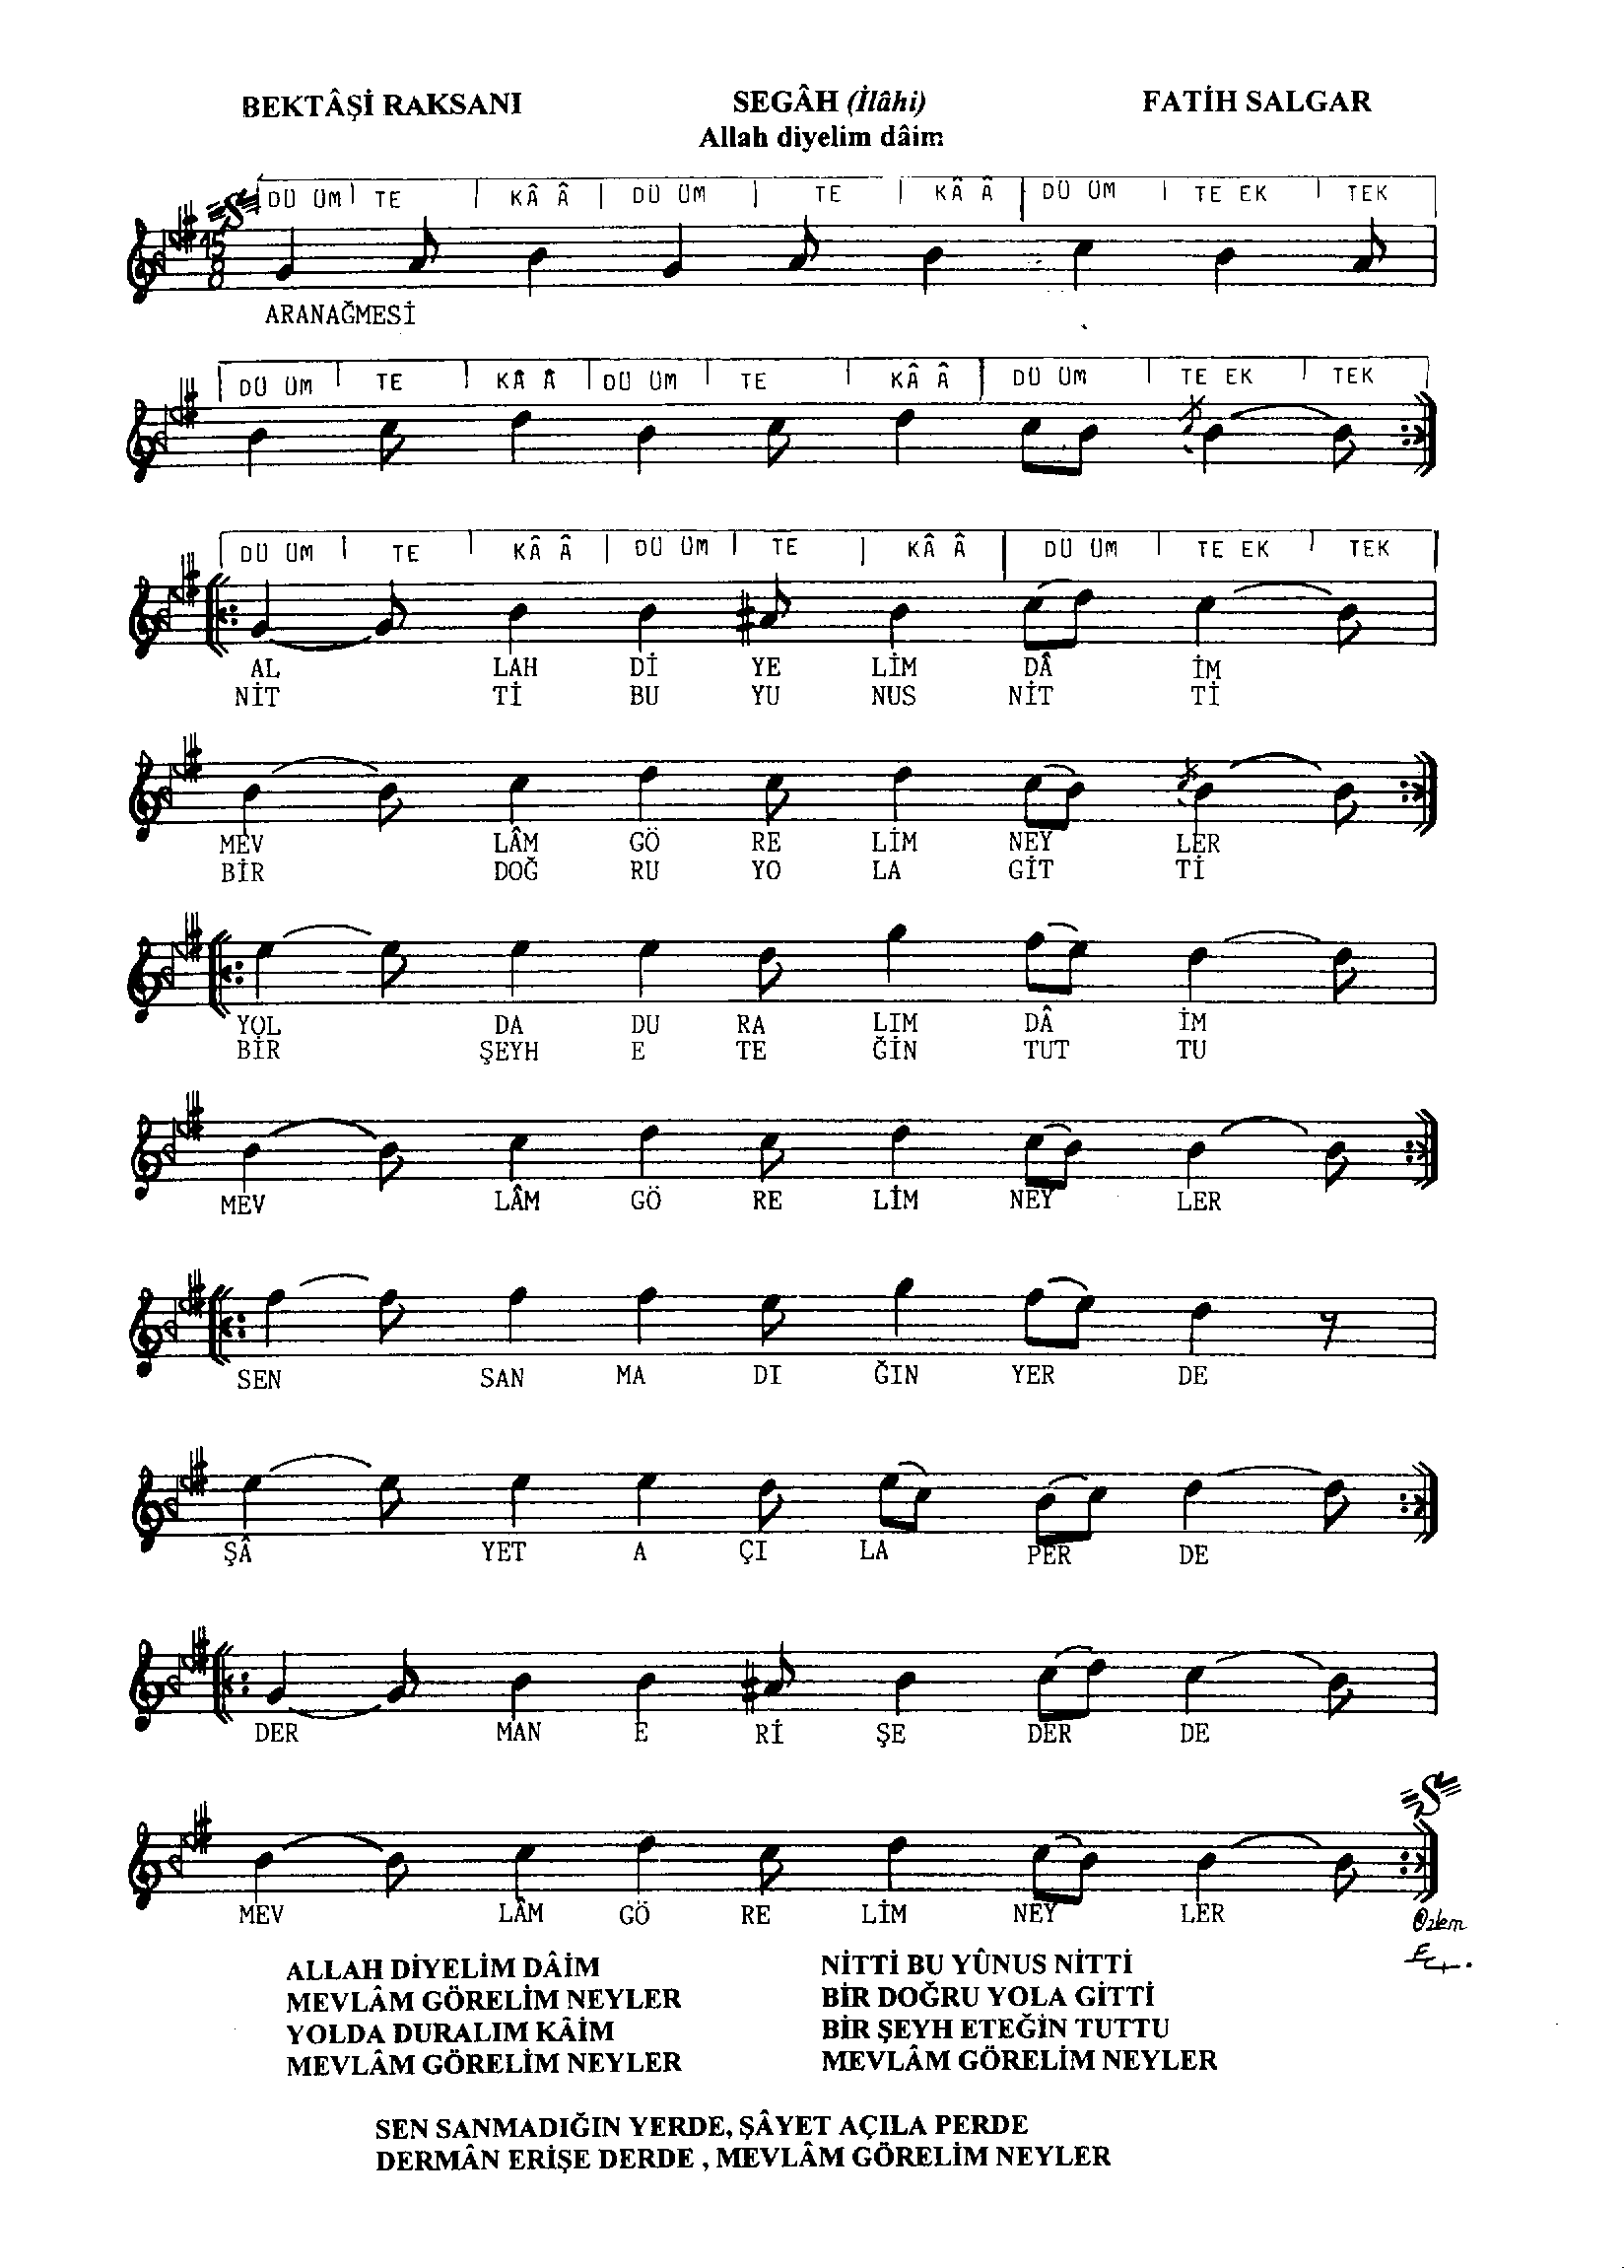 BEKTÂŞİ RAKSANI SEGÂH (İlâhi) FATİH SALGAR
Allah diyelim dâim
DÜ ÜM TE KÂ Â DÜ ÜM TE KÂ Â DÜ ÜM TE EK TEK
15
8
ARANAĞMESİ
DÜ ÜM TE KÂ Â DÜ ÜM TE KÂ Â DÜ ÜM TE EK TEK
DÜ ÜM TE KÂ Â DÜ ÜM TE KÂ Â DÜ ÜM TE EK TEK
AL LAH Dİ YE LİM DÂ İM
NİT Tİ BU YU NUS NİT Tİ
MEV LÂM GÖ RE LİM NEY LER
BİR DOĞ RU YO LA GİT Tİ
YOL DA DU RA LIM DÂ İM
BİR ŞEYH E TE ĞİN TUT TU
MEV LÂM GÖ RE LİM NEY LER
SEN SAN MA DI ĞIN YER DE
ŞÂ YET A ÇI LA PER DE
DER MAN E Rİ ŞE DER DE
MEV LÂM GÖ RE LİM NEY LER
Özlem
ALLAH DİYELİM DÂİM
MEVLÂM GÖRELİM NEYLER
YOLDA DURALIM KÂİM
MEVLÂM GÖRELİM NEYLER
NİTTİ BU YÛNUS NİTTİ
BİR DOĞRU YOLA GİTTİ
BİR ŞEYH ETEĞİN TUTTU
MEVLÂM GÖRELİM NEYLER
SEN SANMADIĞIN YERDE, ŞÂYET AÇILA PERDE
DERMÂN ERİŞE DERDE , MEVLÂM GÖRELİM NEYLER